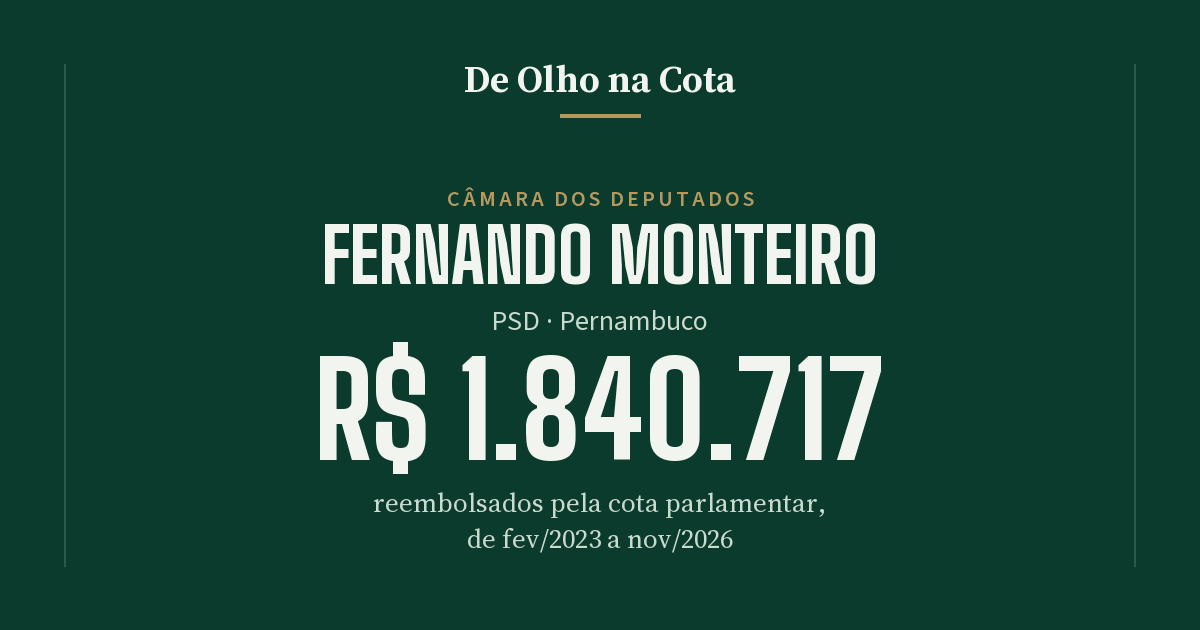 De Olho na Cota
CÂMARA DOS DEPUTADOS
FERNANDO MONTEIRO
PSD · Pernambuco
R$ 1.840.717
reembolsados pela cota parlamentar,
de fev/2023 a nov/2026